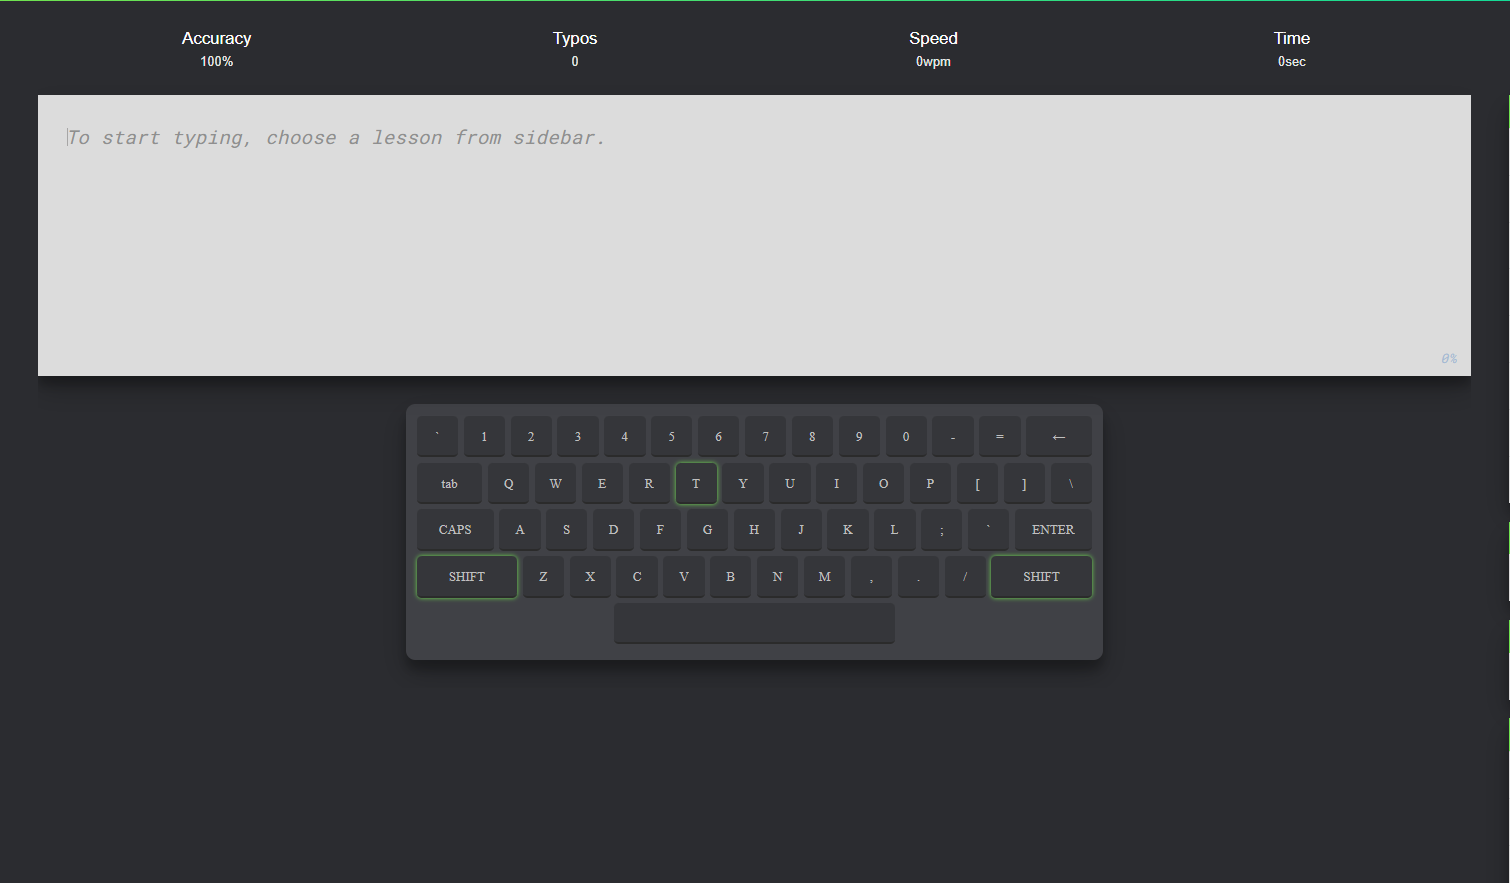 Accuracy Typos Speed Time
100% 0 0wpm 0sec
To start typing, choose a lesson from sidebar.
0%
` 1 2 3 4 5 6 7 8 9 0 - = ←
tab Q W E R T Y U I O P [ ] \
CAPS A S D F G H J K L ; ` ENTER
SHIFT Z X C V B N M , . / SHIFT